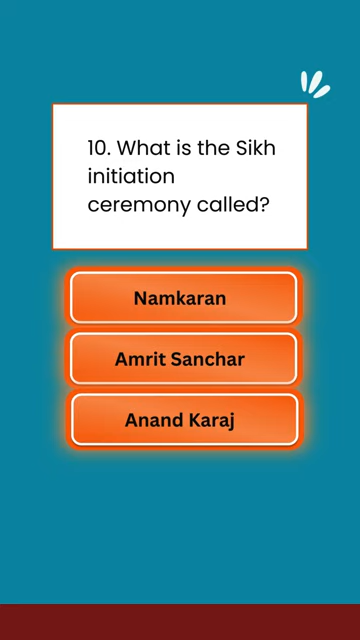 10. What is the Sikh
initiation
ceremony called?
Namkaran
Amrit Sanchar
Anand Karaj